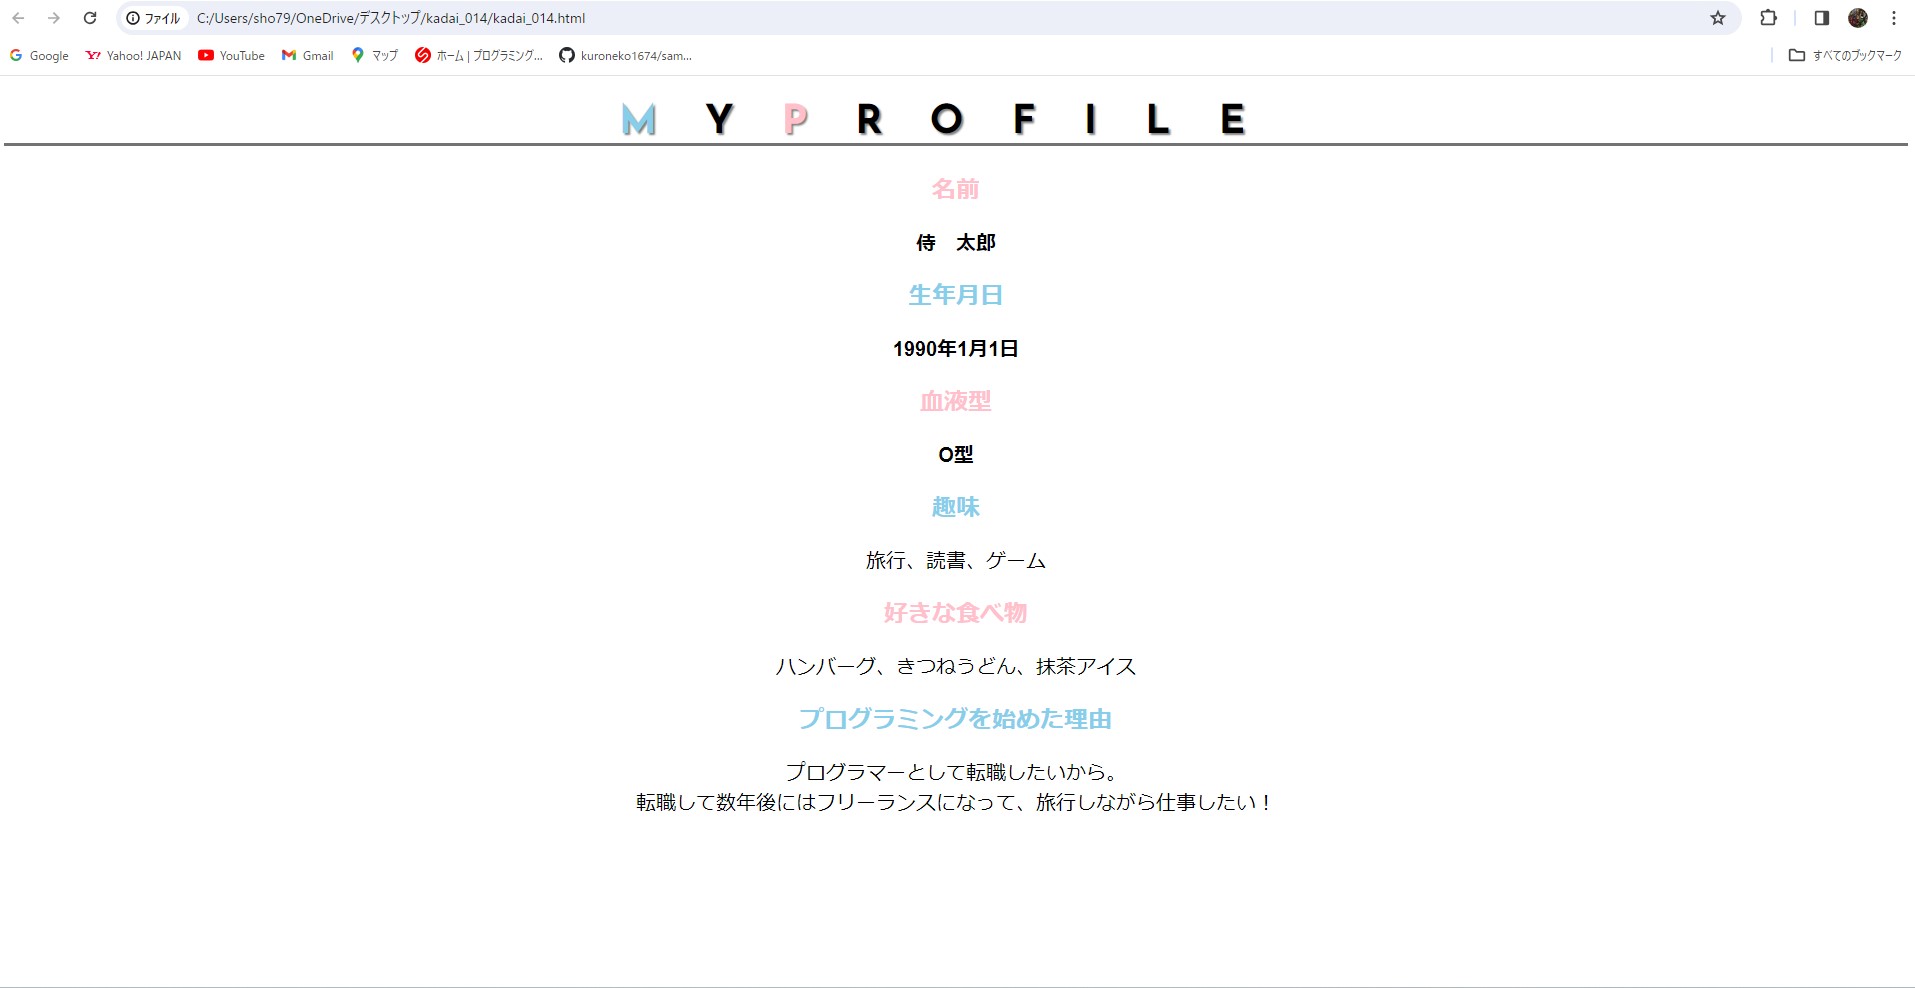 ファイル C:/Users/sho79/OneDrive/デスクトップ/kadai_014/kadai_014.html
Google Yahoo! JAPAN YouTube Gmail マップ ホーム | プログラミング... kuroneko1674/sam... すべてのブックマーク
MY PROFILE
名前
侍　太郎
生年月日
1990年1月1日
血液型
O型
趣味
旅行、読書、ゲーム
好きな食べ物
ハンバーグ、きつねうどん、抹茶アイス
プログラミングを始めた理由
プログラマーとして転職したいから。
転職して数年後にはフリーランスになって、旅行しながら仕事したい！